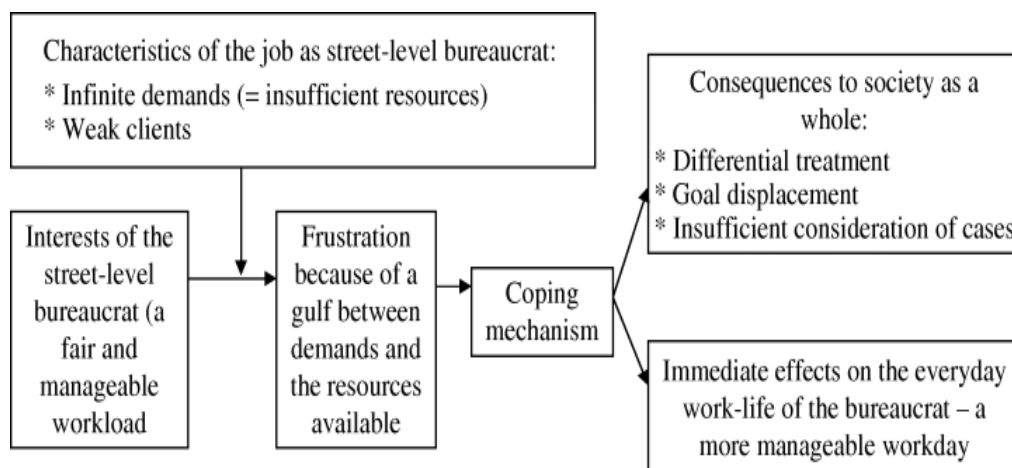 Characteristics of the job as street-level bureaucrat:
* Infinite demands (= insufficient resources)
* Weak clients
Interests of the
street-level
bureaucrat (a
fair and
manageable
workload
Frustration
because of a
gulf between
demands and
the resources
available
Coping
mechanism
Consequences to society as a
whole:
* Differential treatment
* Goal displacement
* Insufficient consideration of cases
Immediate effects on the everyday
work-life of the bureaucrat – a
more manageable workday